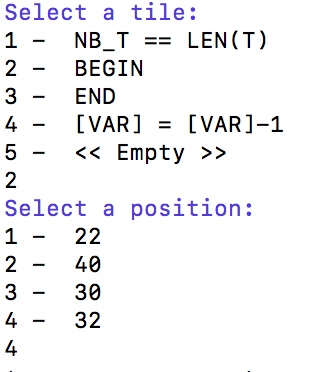 Select a tile:
1 -  NB_T == LEN(T)
2 -  BEGIN
3 -  END
4 -  [VAR] = [VAR]-1
5 -  << Empty >>
2
Select a position:
1 -  22
2 -  40
3 -  30
4 -  32
4